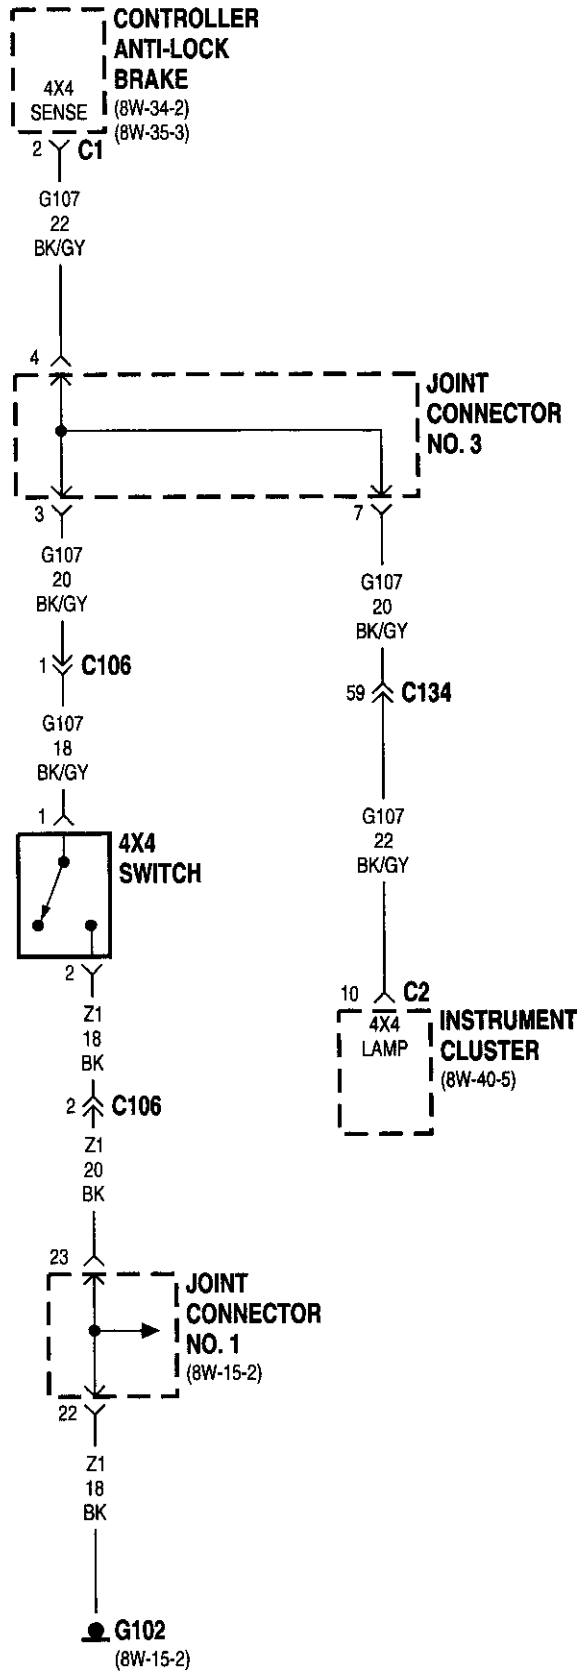 CONTROLLER
ANTI-LOCK
BRAKE
(8W-34-2)
(8W-35-3)
4X4
SENSE
2 C1
G107
22
BK/GY
4
JOINT
CONNECTOR
NO. 3
3
7
G107
20
BK/GY
G107
20
BK/GY
1 C106
59 C134
G107
18
BK/GY
1
4X4
SWITCH
G107
22
BK/GY
2
10 C2
4X4
LAMP
INSTRUMENT
CLUSTER
(8W-40-5)
Z1
18
BK
2 C106
Z1
20
BK
23
JOINT
CONNECTOR
NO. 1
(8W-15-2)
22
Z1
18
BK
G102
(8W-15-2)